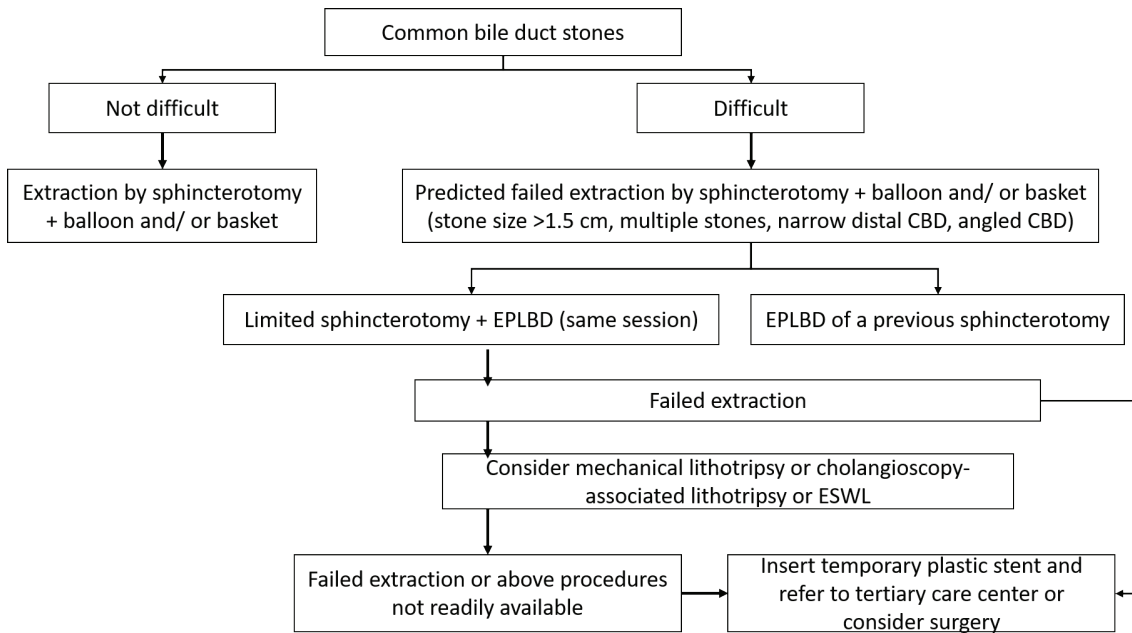 Common bile duct stones
Not difficult
Difficult
Extraction by sphincterotomy
+ balloon and/ or basket
Predicted failed extraction by sphincterotomy + balloon and/ or basket
(stone size >1.5 cm, multiple stones, narrow distal CBD, angled CBD)
Limited sphincterotomy + EPLBD (same session)
EPLBD of a previous sphincterotomy
Failed extraction
Consider mechanical lithotripsy or cholangioscopy-
associated lithotripsy or ESWL
Failed extraction or above procedures
not readily available
Insert temporary plastic stent and
refer to tertiary care center or
consider surgery